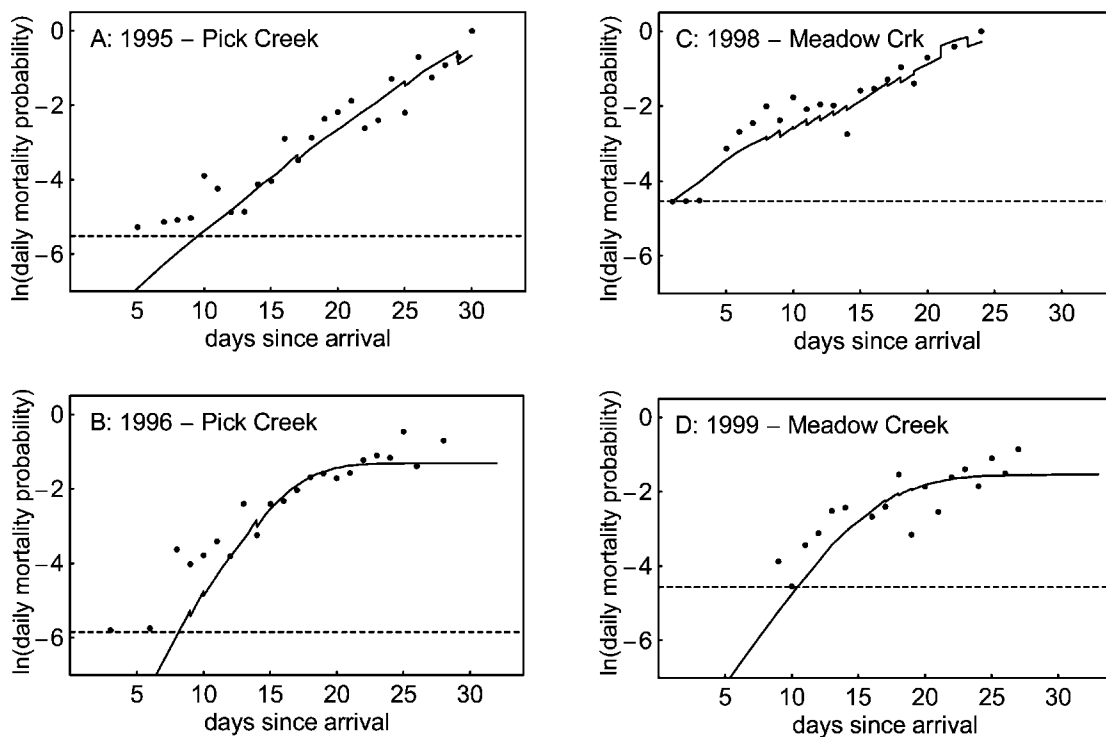 A: 1995 – Pick Creek
ln(daily mortality probability)
0
−2
−4
−6
5 10 15 20 25 30
days since arrival
C: 1998 – Meadow Crk
ln(daily mortality probability)
0
−2
−4
−6
5 10 15 20 25 30
days since arrival
B: 1996 – Pick Creek
ln(daily mortality probability)
0
−2
−4
−6
5 10 15 20 25 30
days since arrival
D: 1999 – Meadow Creek
ln(daily mortality probability)
0
−2
−4
−6
5 10 15 20 25 30
days since arrival